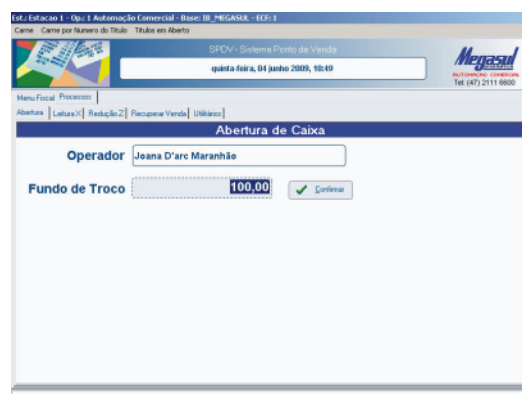 Est.: Estacao 1 - Op.: 1 Automação Comercial - Base: IB_MEGASUL - ECF: 1
Carne Carne por Numero do Titulo Titulos em Aberto
SPDV - Sistema Ponto de Venda
quinta-feira, 04 junho 2009, 10:49
Megasul
AUTOMAÇÃO COMERCIAL
Tel: (47) 2111 6600
Menu Fiscal Processos
Abertura Leitura X Redução Z Recuperar Venda Utilitários
Abertura de Caixa
Operador Joana D'arc Maranhão
Fundo de Troco 100,00 Confirmar